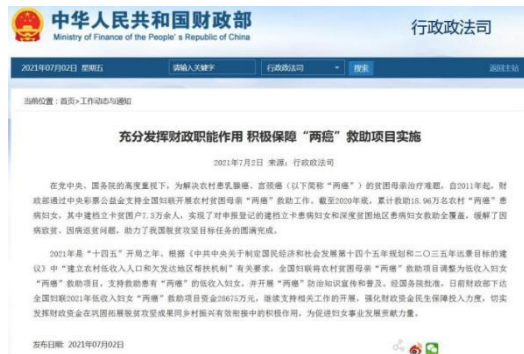 中华人民共和国财政部
Ministry of Finance of the People's Republic of China
行政政法司
2021年07月02日 星期五
请输入关键字
行政政法司
搜索
返回主站
当前位置：首页>工作动态与通知
充分发挥财政职能作用 积极保障“两癌”救助项目实施
2021年7月2日 来源：行政政法司
在党中央、国务院的高度重视下，为解决农村患乳腺癌、宫颈癌（以下简称“两癌”）的贫困母亲治疗难题，自2011年起，财
政部通过中央彩票公益金支持全国妇联开展农村贫困母亲“两癌”救助工作。截至2020年底，累计救助18.96万名农村“两癌”患
病妇女，其中建档立卡贫困户7.3万余人，实现了对申报登记的建档立卡患病妇女和深度贫困地区患病妇女救助全覆盖，缓解了因
病致贫、因病返贫问题，助力了我国脱贫攻坚目标任务的圆满完成。
2021年是“十四五”开局之年，根据《中共中央关于制定国民经济和社会发展第十四个五年规划和二〇三五年远景目标的建
议》中“建立农村低收入人口和欠发达地区帮扶机制”有关要求，全国妇联将农村贫困母亲“两癌”救助项目调整为低收入妇女
“两癌”救助项目，支持救助患有“两癌”的低收入妇女，并开展“两癌”防治知识宣传和普及。经国务院批准，日前财政部下达
全国妇联2021年低收入妇女“两癌”救助项目资金28675万元，继续支持相关工作的开展，强化财政资金民生保障投入力度，切实
发挥财政资金在巩固拓展脱贫攻坚成果同乡村振兴有效衔接中的积极作用，为促进妇女事业发展贡献力量。
发布日期：2021年07月02日